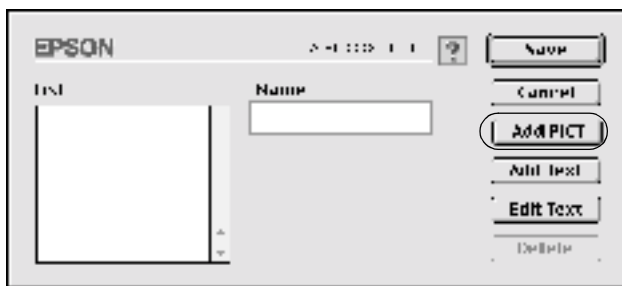 EPSON
?
Save
List
Name
Cancel
Add PICT
Add Text
Edit Text
Delete